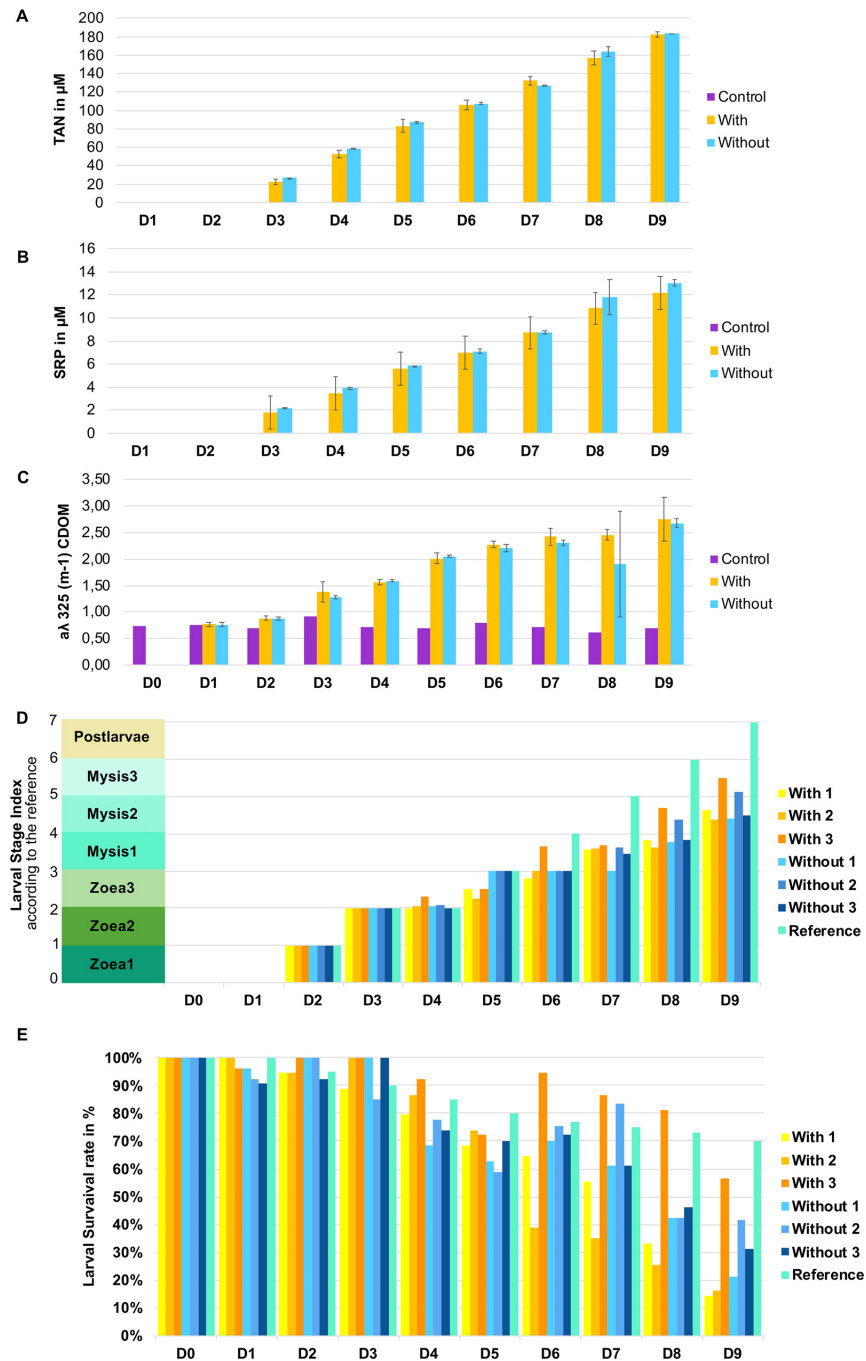 A
TAN in µM
200
180
160
140
120
100
80
60
40
20
0
D1 D2 D3 D4 D5 D6 D7 D8 D9
Control
With
Without
B
SRP in µM
16
14
12
10
8
6
4
2
0
D1 D2 D3 D4 D5 D6 D7 D8 D9
Control
With
Without
C
aλ 325 (m-1) CDOM
3,50
3,00
2,50
2,00
1,50
1,00
0,50
0,00
D0 D1 D2 D3 D4 D5 D6 D7 D8 D9
Control
With
Without
D
Larval Stage Index
according to the reference
7
6
5
4
3
2
1
0
Postlarvae
Mysis3
Mysis2
Mysis1
Zoea3
Zoea2
Zoea1
D0 D1 D2 D3 D4 D5 D6 D7 D8 D9
With 1
With 2
With 3
Without 1
Without 2
Without 3
Reference
E
Larval Survaival rate in %
100%
90%
80%
70%
60%
50%
40%
30%
20%
10%
0%
D0 D1 D2 D3 D4 D5 D6 D7 D8 D9
With 1
With 2
With 3
Without 1
Without 2
Without 3
Reference